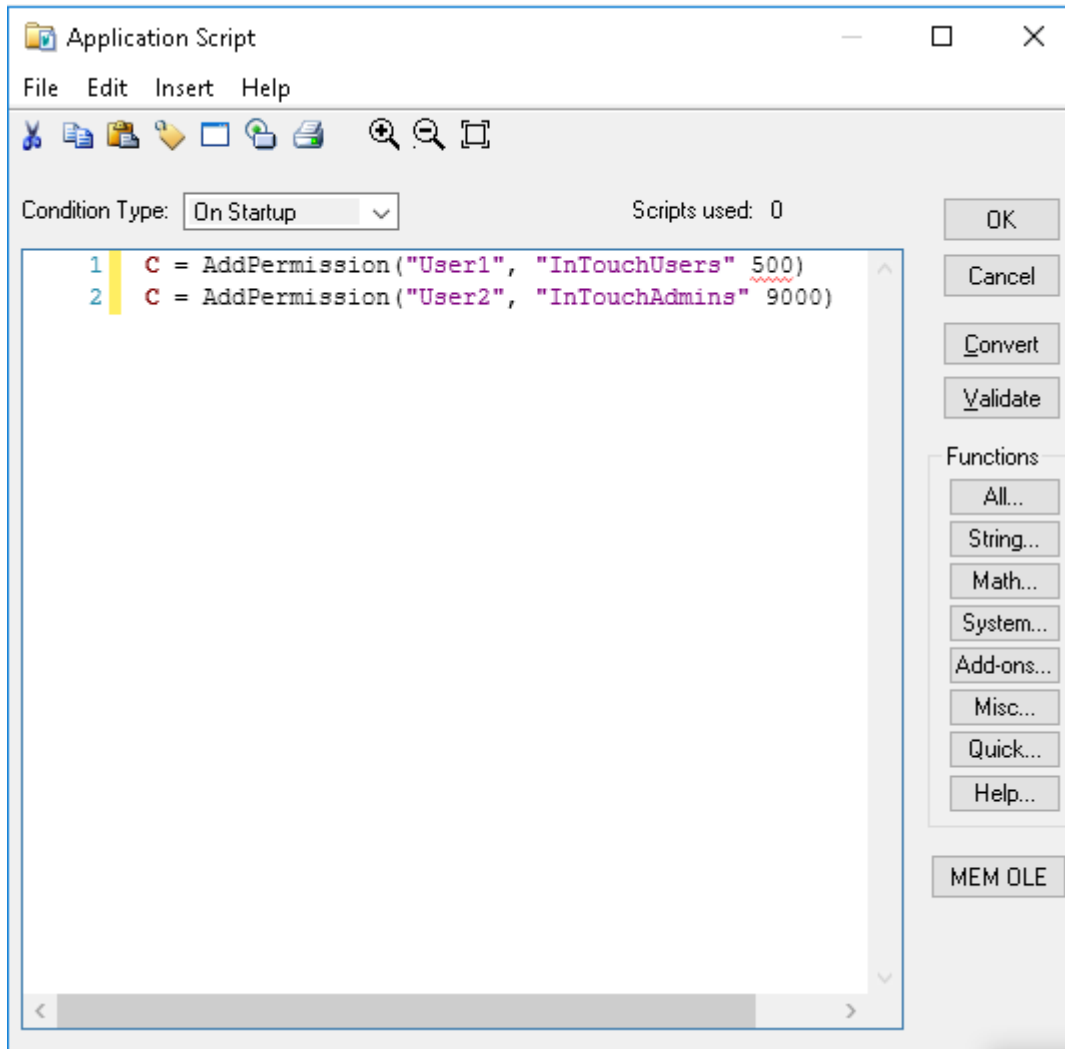 Application Script
File Edit Insert Help
Condition Type: On Startup Scripts used: 0
1 C = AddPermission("User1", "InTouchUsers" 500)
2 C = AddPermission("User2", "InTouchAdmins" 9000)
OK
Cancel
Convert
Validate
Functions
All...
String...
Math...
System...
Add-ons...
Misc...
Quick...
Help...
MEM OLE